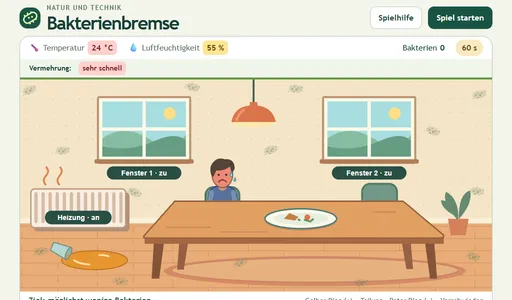 NATUR UND TECHNIK
Bakterienbremse
Spielhilfe
Spiel starten
Temperatur 24 °C Luftfeuchtigkeit 55 %
Bakterien 0 60 s
Vermehrung: sehr schnell
Fenster 1 · zu
Fenster 2 · zu
Heizung · an